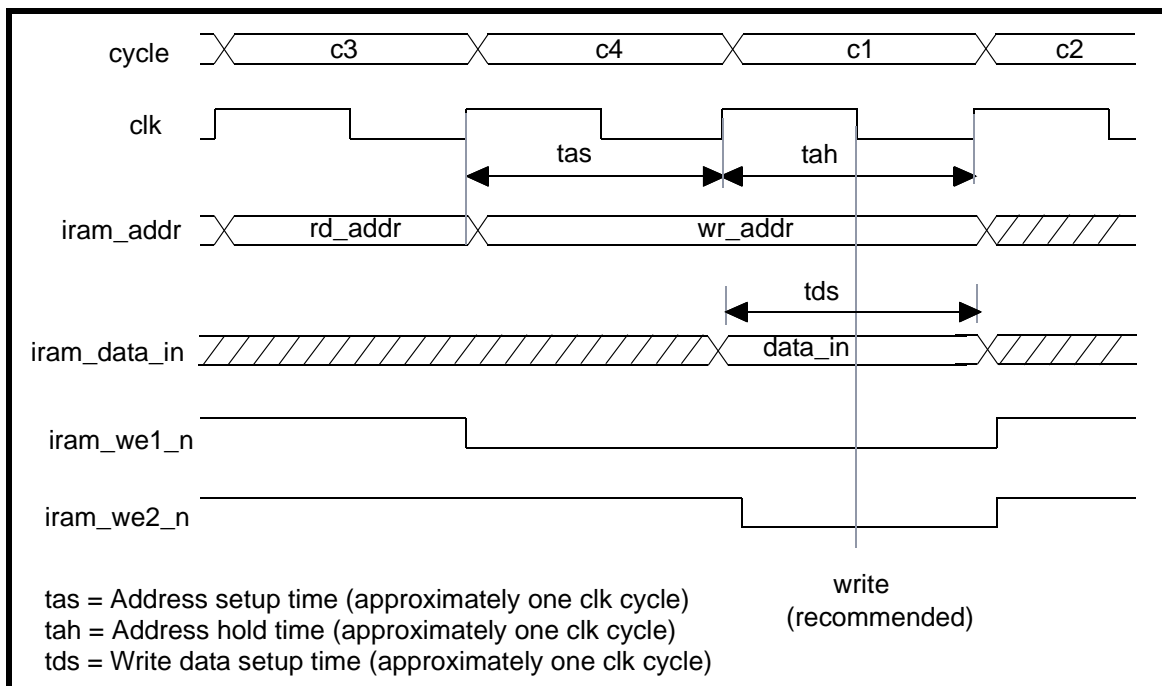 cycle c3 c4 c1 c2
clk
tas tah
iram_addr rd_addr wr_addr
tds
iram_data_in data_in
iram_we1_n
iram_we2_n
write
(recommended)
tas = Address setup time (approximately one clk cycle)
tah = Address hold time (approximately one clk cycle)
tds = Write data setup time (approximately one clk cycle)